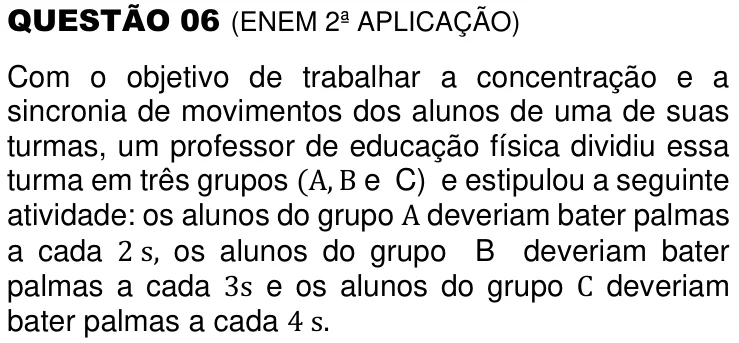 QUESTÃO 06 (ENEM 2ª APLICAÇÃO)
Com o objetivo de trabalhar a concentração e a
sincronia de movimentos dos alunos de uma de suas
turmas, um professor de educação física dividiu essa
turma em três grupos (A, B e C) e estipulou a seguinte
atividade: os alunos do grupo A deveriam bater palmas
a cada 2 s, os alunos do grupo B deveriam bater
palmas a cada 3s e os alunos do grupo C deveriam
bater palmas a cada 4 s.